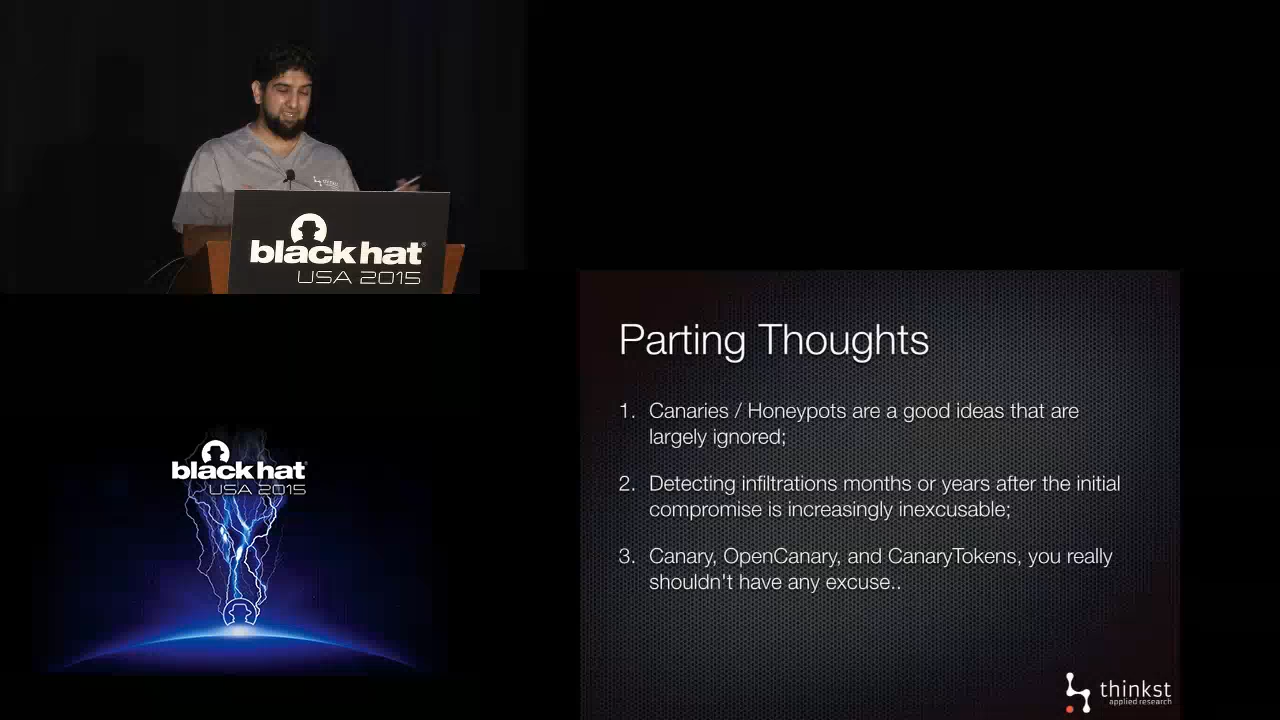 black hat
USA 2015
black hat
USA 2015
Parting Thoughts
1. Canaries / Honeypots are a good ideas that are
largely ignored;
2. Detecting infiltrations months or years after the initial
compromise is increasingly inexcusable;
3. Canary, OpenCanary, and CanaryTokens, you really
shouldn't have any excuse..
thinkst
applied research